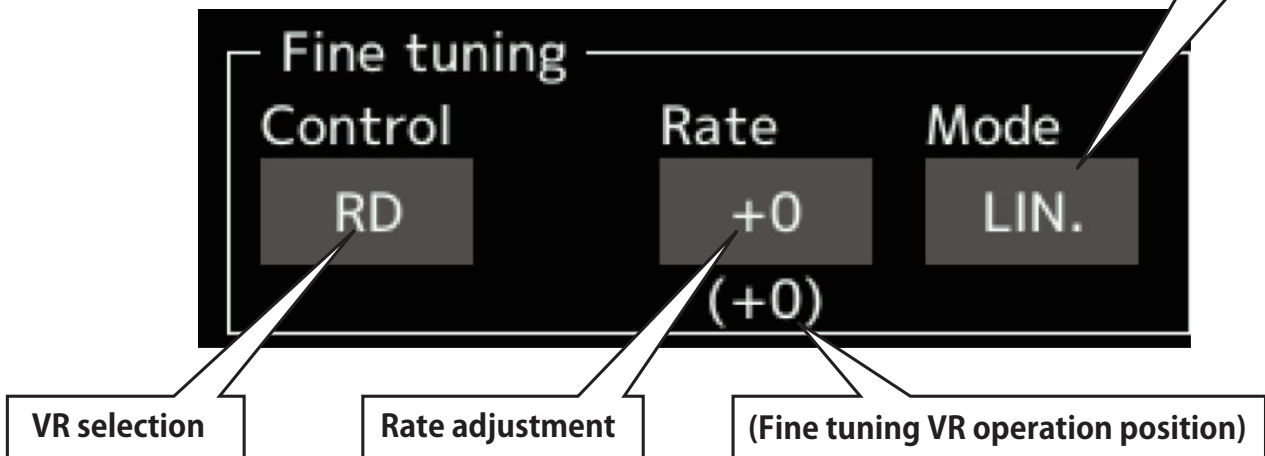 Fine tuning
Control Rate Mode
RD +0 LIN.
(+0)
VR selection Rate adjustment (Fine tuning VR operation position)